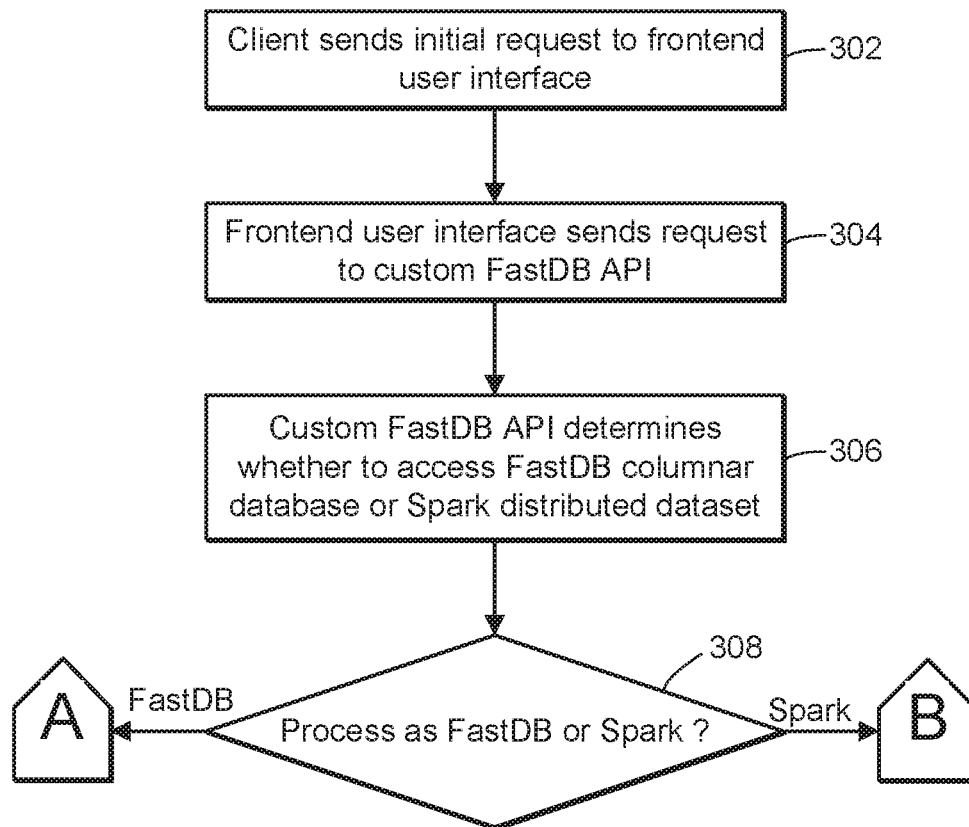 Client sends initial request to frontend
user interface
302
Frontend user interface sends request
to custom FastDB API
304
Custom FastDB API determines
whether to access FastDB columnar
database or Spark distributed dataset
306
308
A
FastDB
Process as FastDB or Spark ?
Spark
B